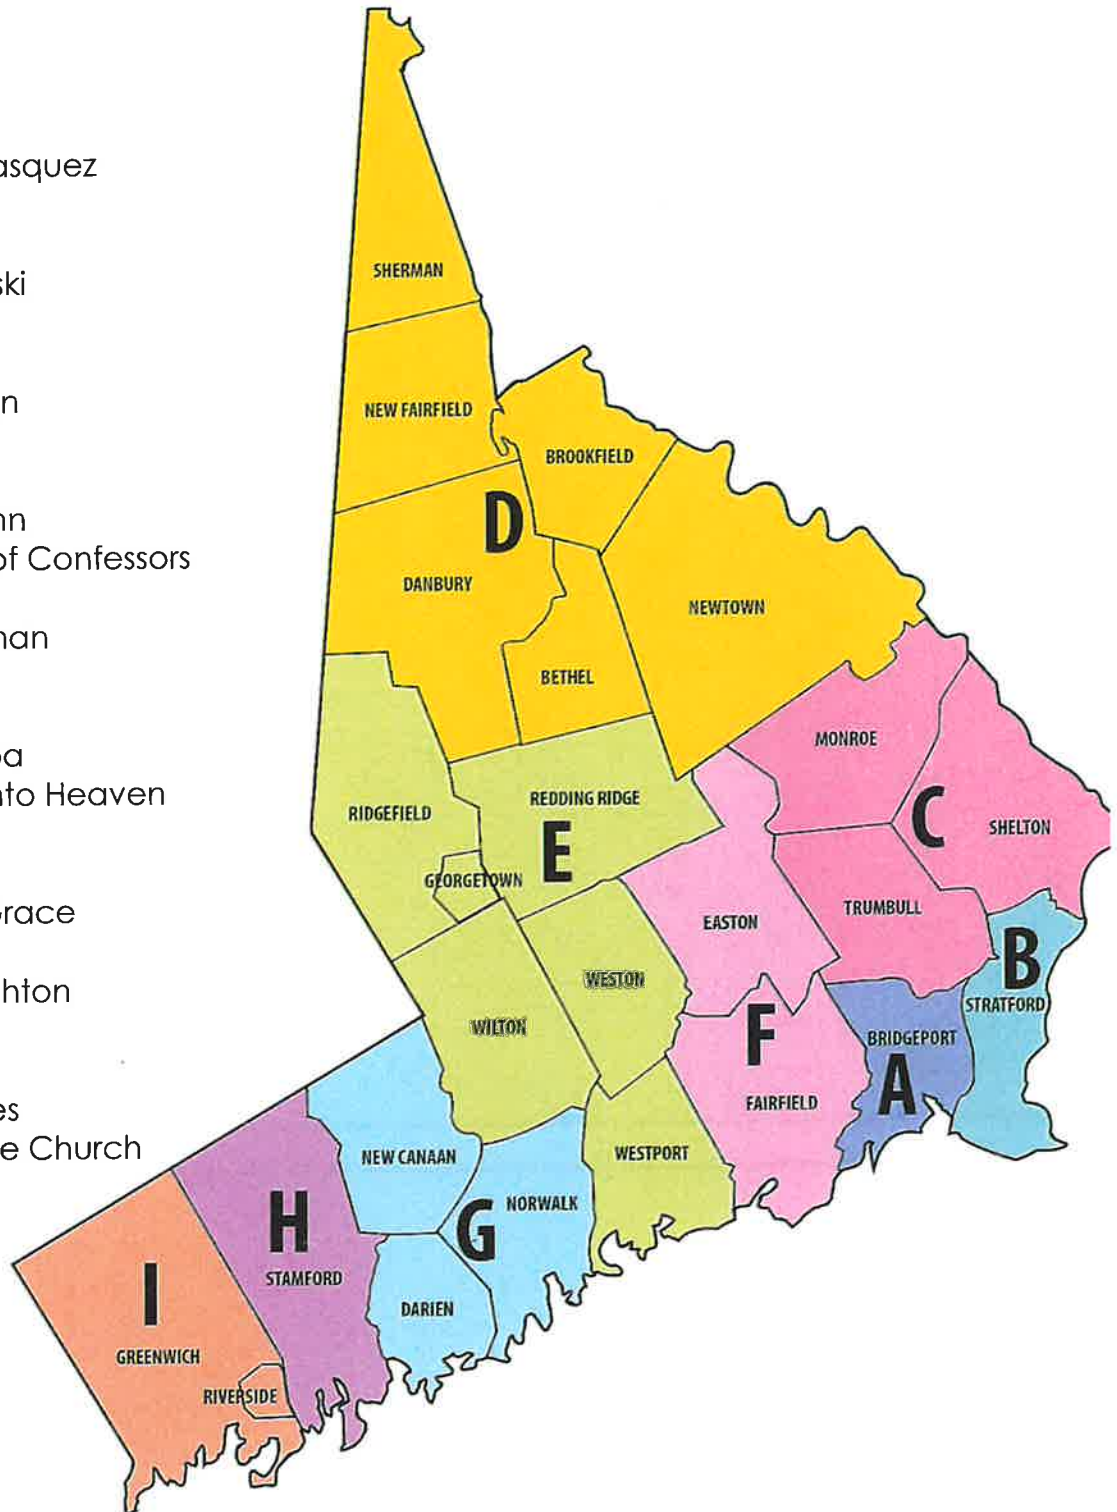 asquez
ski
n
nn
of Confessors
nan
oa
nto Heaven
Grace
hton
es
e Church
SHERMAN
NEW FAIRFIELD
BROOKFIELD
D
DANBURY
NEWTOWN
BETHEL
MONROE
REDDING RIDGE
RIDGEFIELD
C
SHELTON
E
GEORGETOWN
EASTON
TRUMBULL
B
WESTON
STRATFORD
WILTON
F
BRIDGEPORT
A
FAIRFIELD
NEW CANAAN
WESTPORT
H
G
NORWALK
STAMFORD
I
DARIEN
GREENWICH
RIVERSIDE